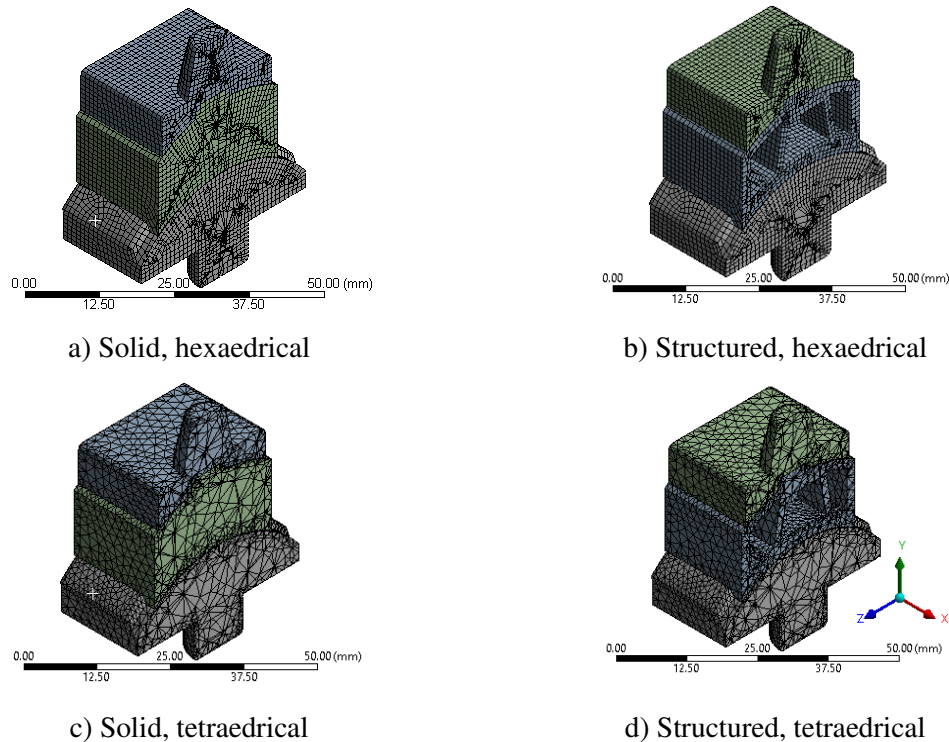 0.00 25.00 50.00 (mm)
12.50 37.50
a) Solid, hexaedrical
0.00 25.00 50.00 (mm)
12.50 37.50
b) Structured, hexaedrical
0.00 25.00 50.00 (mm)
12.50 37.50
c) Solid, tetraedrical
Y
Z X
0.00 25.00 50.00 (mm)
12.50 37.50
d) Structured, tetraedrical